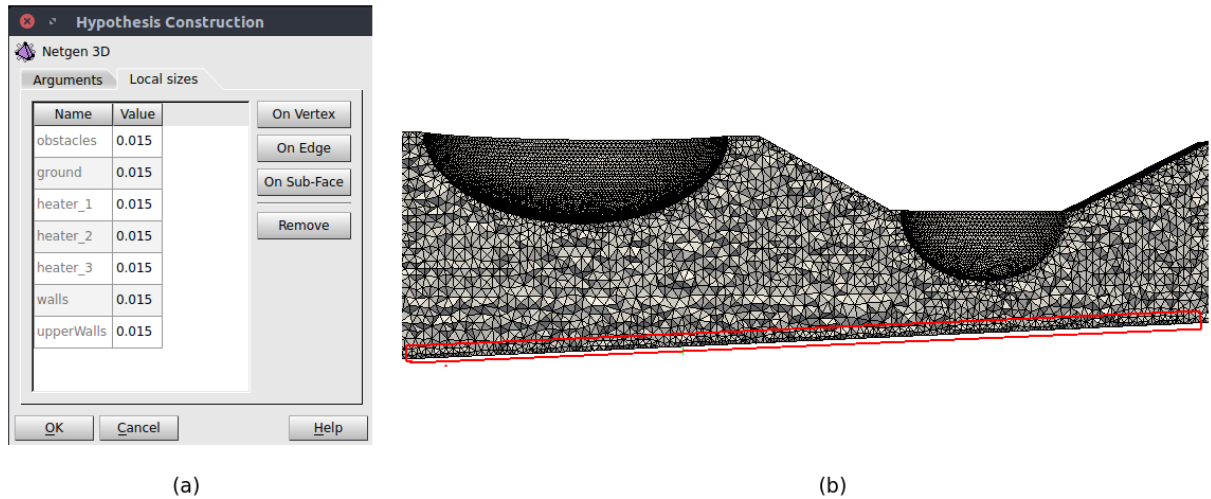 Hypothesis Construction
Netgen 3D
Arguments Local sizes
Name Value
obstacles 0.015
ground 0.015
heater_1 0.015
heater_2 0.015
heater_3 0.015
walls 0.015
upperWalls 0.015
On Vertex
On Edge
On Sub-Face
Remove
OK Cancel Help
(a) (b)